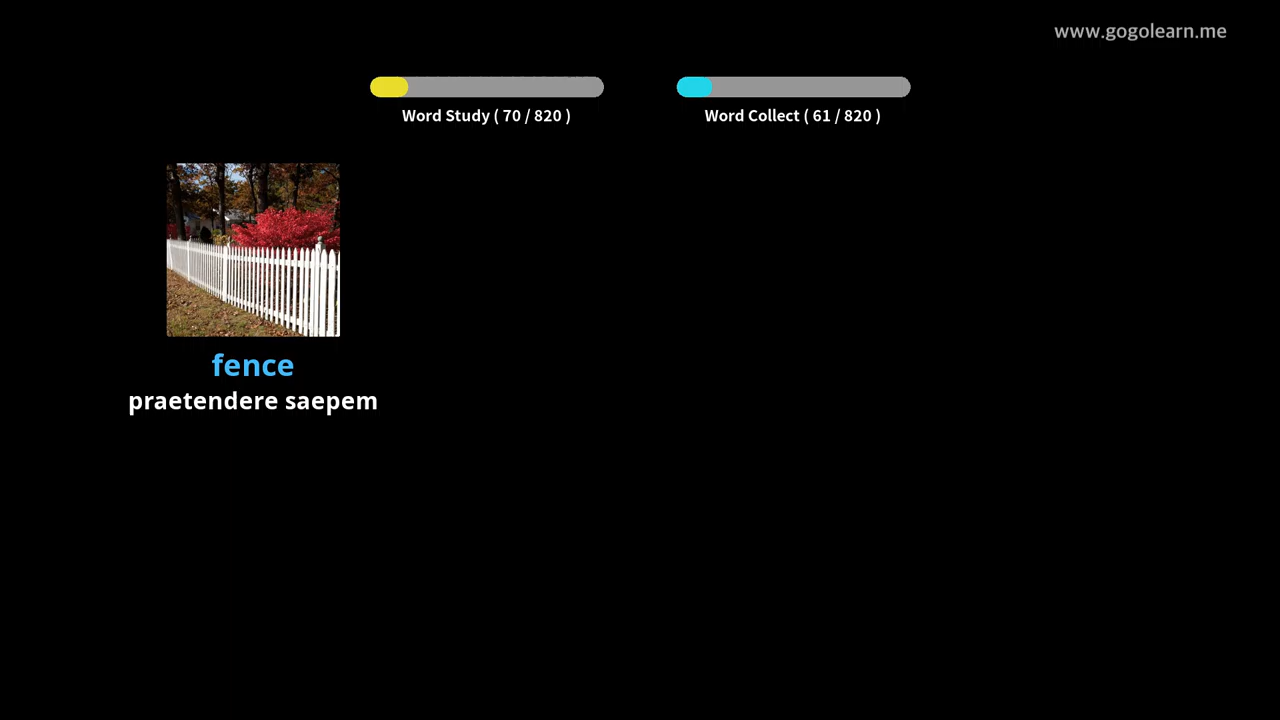 www.gogolearn.me
Word Study ( 70 / 820 )
Word Collect ( 61 / 820 )
fence
praetendere saepem